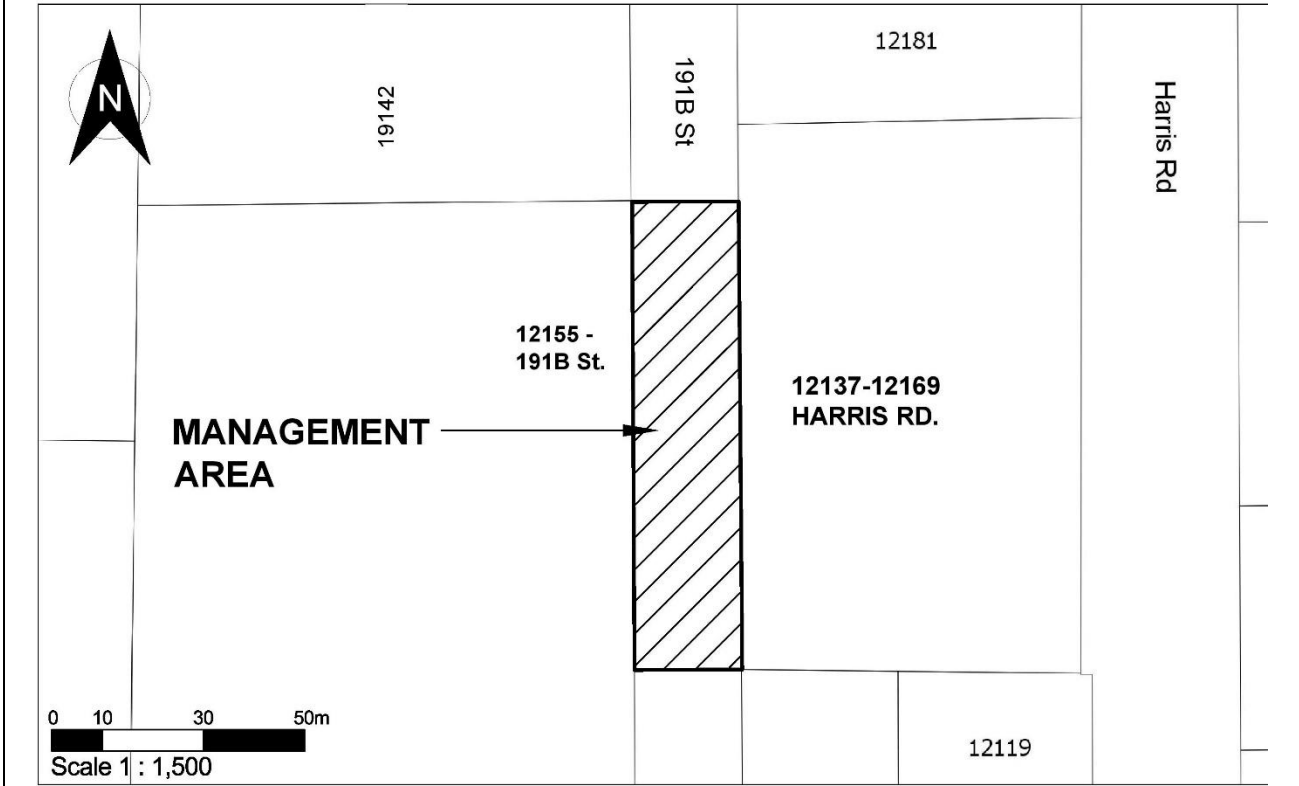 12181
N
19142
191B St
Harris Rd
12155 -
191B St.
12137-12169
HARRIS RD.
MANAGEMENT
AREA
0 10 30 50m
Scale 1 : 1,500
12119